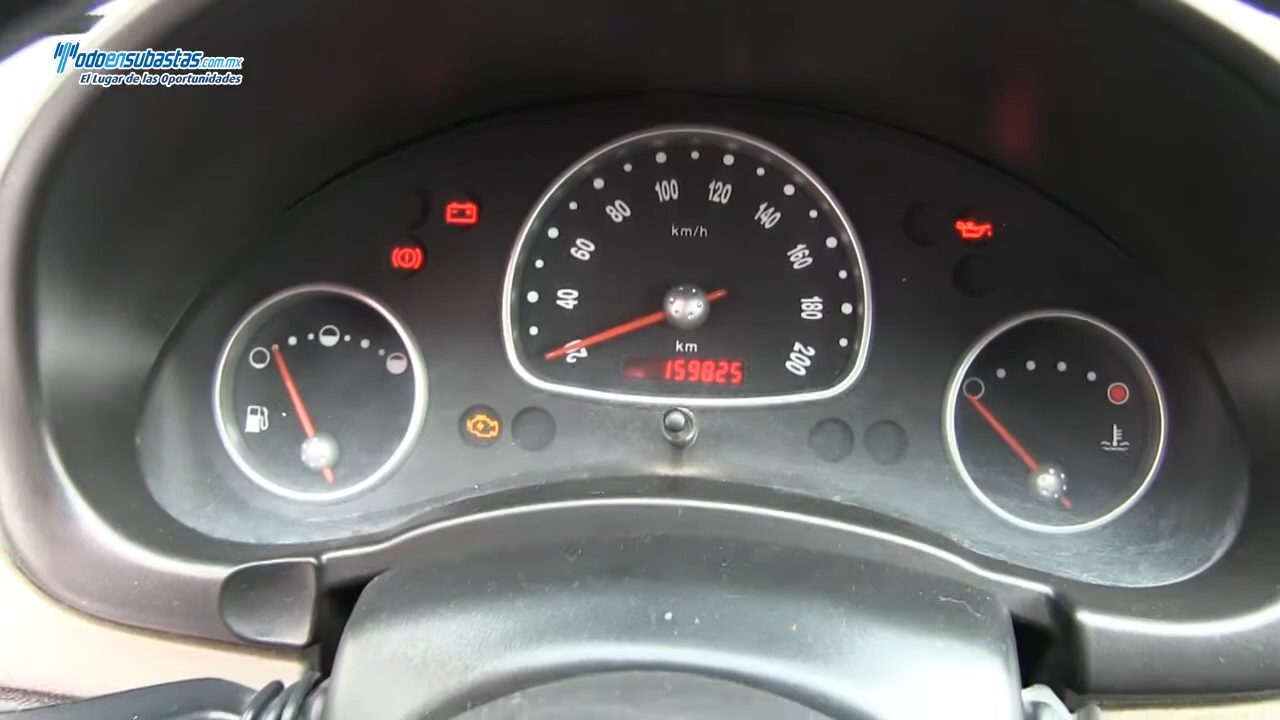 Todoensubastas.com.mx
El Lugar de las Oportunidades
100 120
80 140
60 km/h 160
40 180
20 km 200
159825